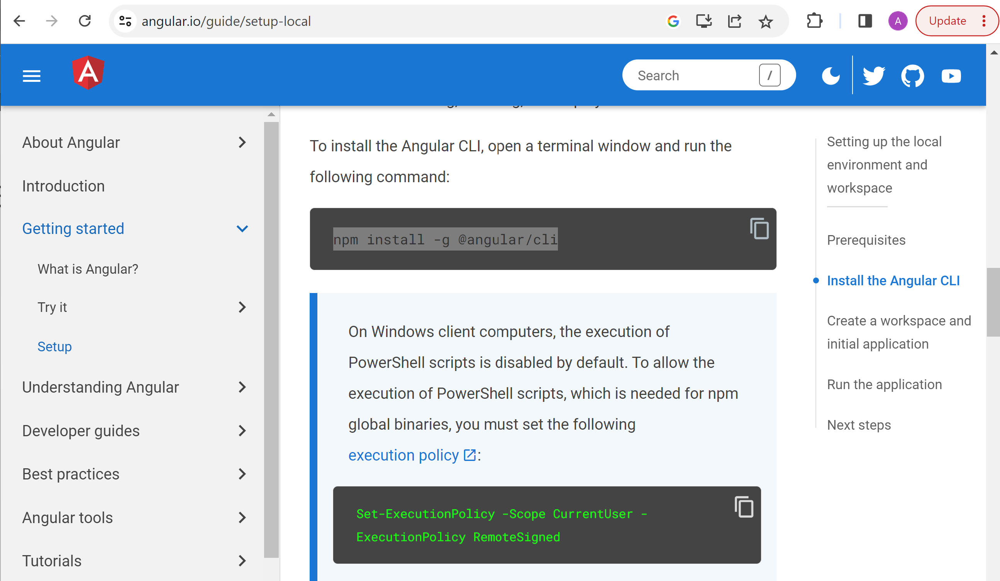 angular.io/guide/setup-local
A
Update
Search
/
About Angular
Introduction
Getting started
What is Angular?
Try it
Setup
Understanding Angular
Developer guides
Best practices
Angular tools
Tutorials
To install the Angular CLI, open a terminal window and run the
following command:
npm install -g @angular/cli
On Windows client computers, the execution of
PowerShell scripts is disabled by default. To allow the
execution of PowerShell scripts, which is needed for npm
global binaries, you must set the following
execution policy :
Set-ExecutionPolicy -Scope CurrentUser -
ExecutionPolicy RemoteSigned
Setting up the local
environment and
workspace
Prerequisites
Install the Angular CLI
Create a workspace and
initial application
Run the application
Next steps